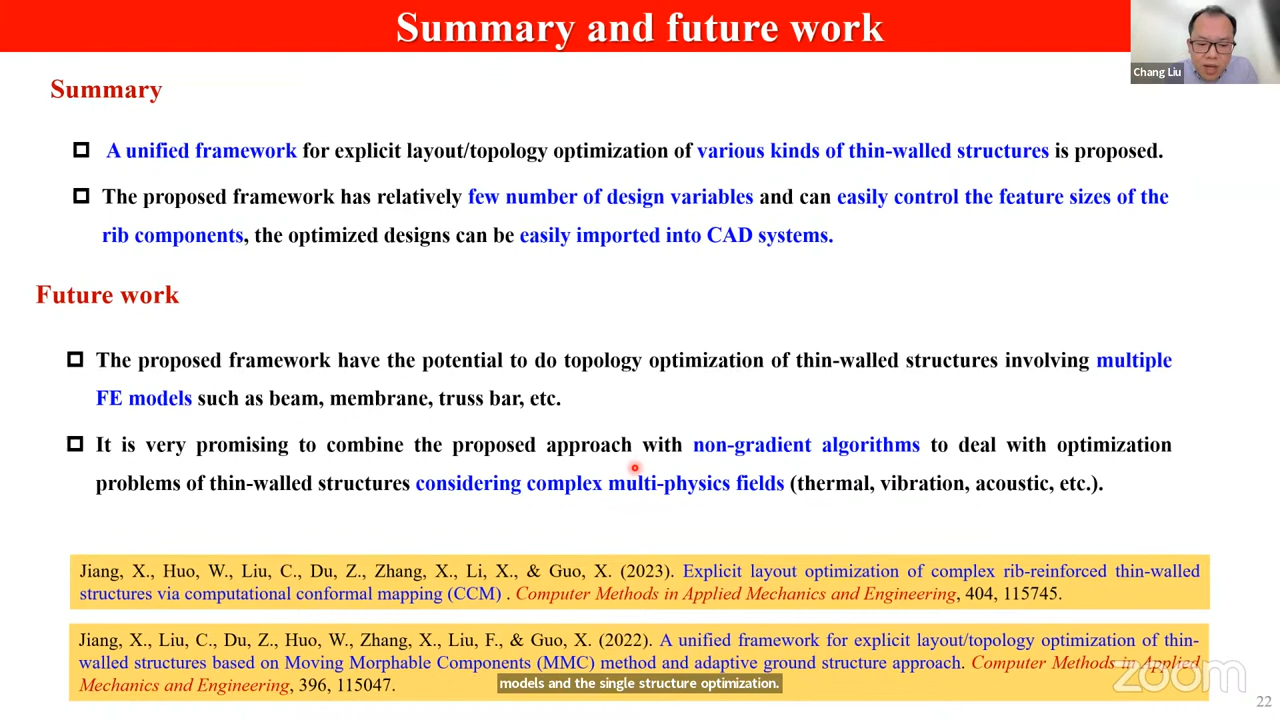 Summary and future work
Chang Liu
Summary
A unified framework for explicit layout/topology optimization of various kinds of thin-walled structures is proposed.
The proposed framework has relatively few number of design variables and can easily control the feature sizes of the
rib components, the optimized designs can be easily imported into CAD systems.
Future work
The proposed framework have the potential to do topology optimization of thin-walled structures involving multiple
FE models such as beam, membrane, truss bar, etc.
It is very promising to combine the proposed approach with non-gradient algorithms to deal with optimization
problems of thin-walled structures considering complex multi-physics fields (thermal, vibration, acoustic, etc.).
Jiang, X., Huo, W., Liu, C., Du, Z., Zhang, X., Li, X., & Guo, X. (2023). Explicit layout optimization of complex rib-reinforced thin-walled
structures via computational conformal mapping (CCM) . Computer Methods in Applied Mechanics and Engineering, 404, 115745.
Jiang, X., Liu, C., Du, Z., Huo, W., Zhang, X., Liu, F., & Guo, X. (2022). A unified framework for explicit layout/topology optimization of thin-
walled structures based on Moving Morphable Components (MMC) method and adaptive ground structure approach. Computer Methods in Applied
Mechanics and Engineering, 396, 115047.
models and the single structure optimization.
zoom
22